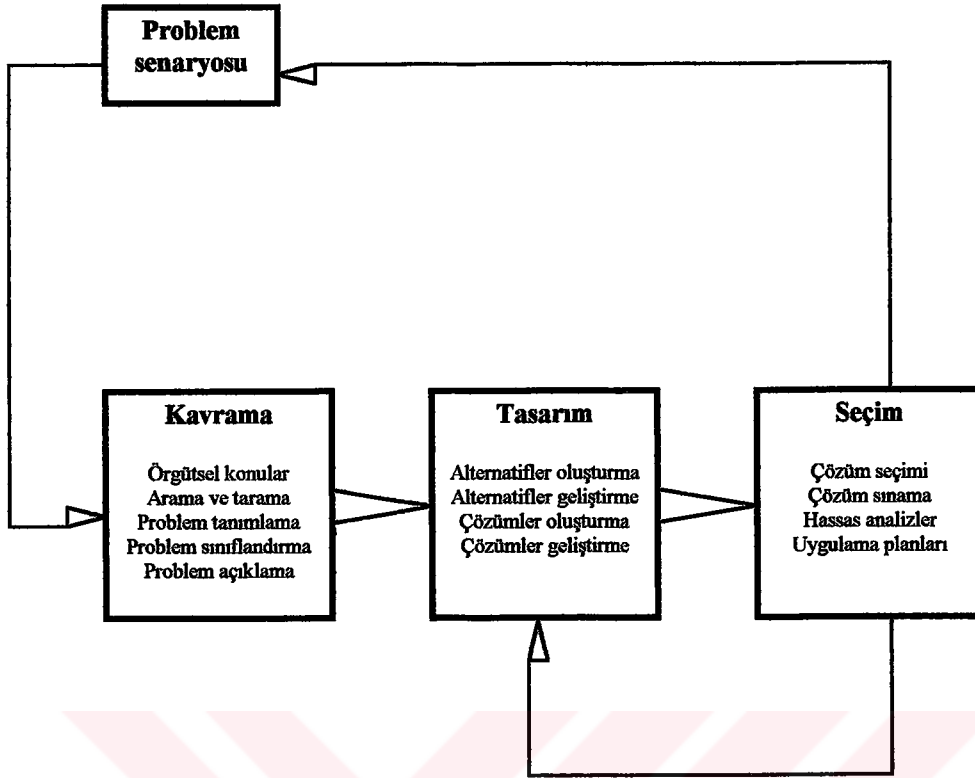 Problem
senaryosu
Kavrama
Örgütsel konular
Arama ve tarama
Problem tanımlama
Problem sınıflandırma
Problem açıklama
Tasarım
Alternatifler oluşturma
Alternatifler geliştirme
Çözümler oluşturma
Çözümler geliştirme
Seçim
Çözüm seçimi
Çözüm sınama
Hassas analizler
Uygulama planları